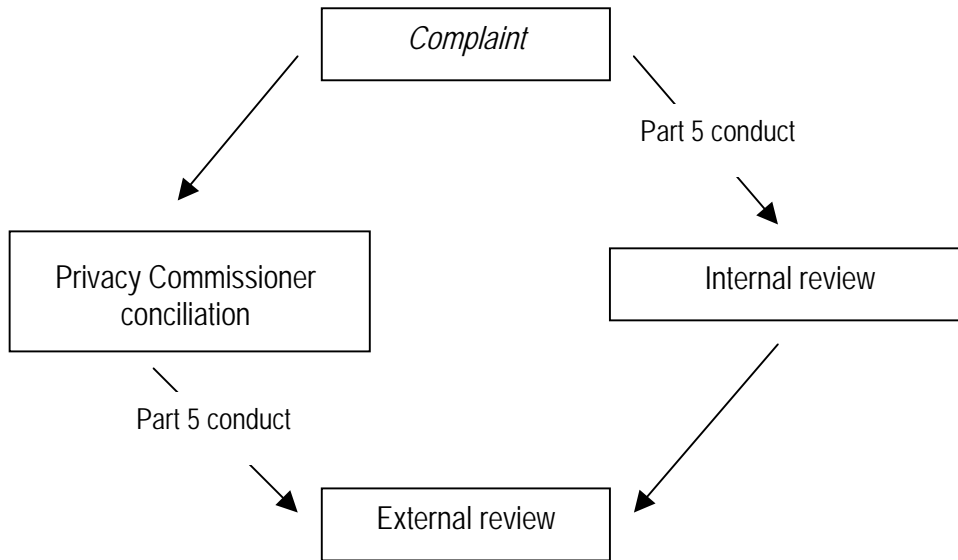 Complaint
Part 5 conduct
Privacy Commissioner
conciliation
Internal review
Part 5 conduct
External review